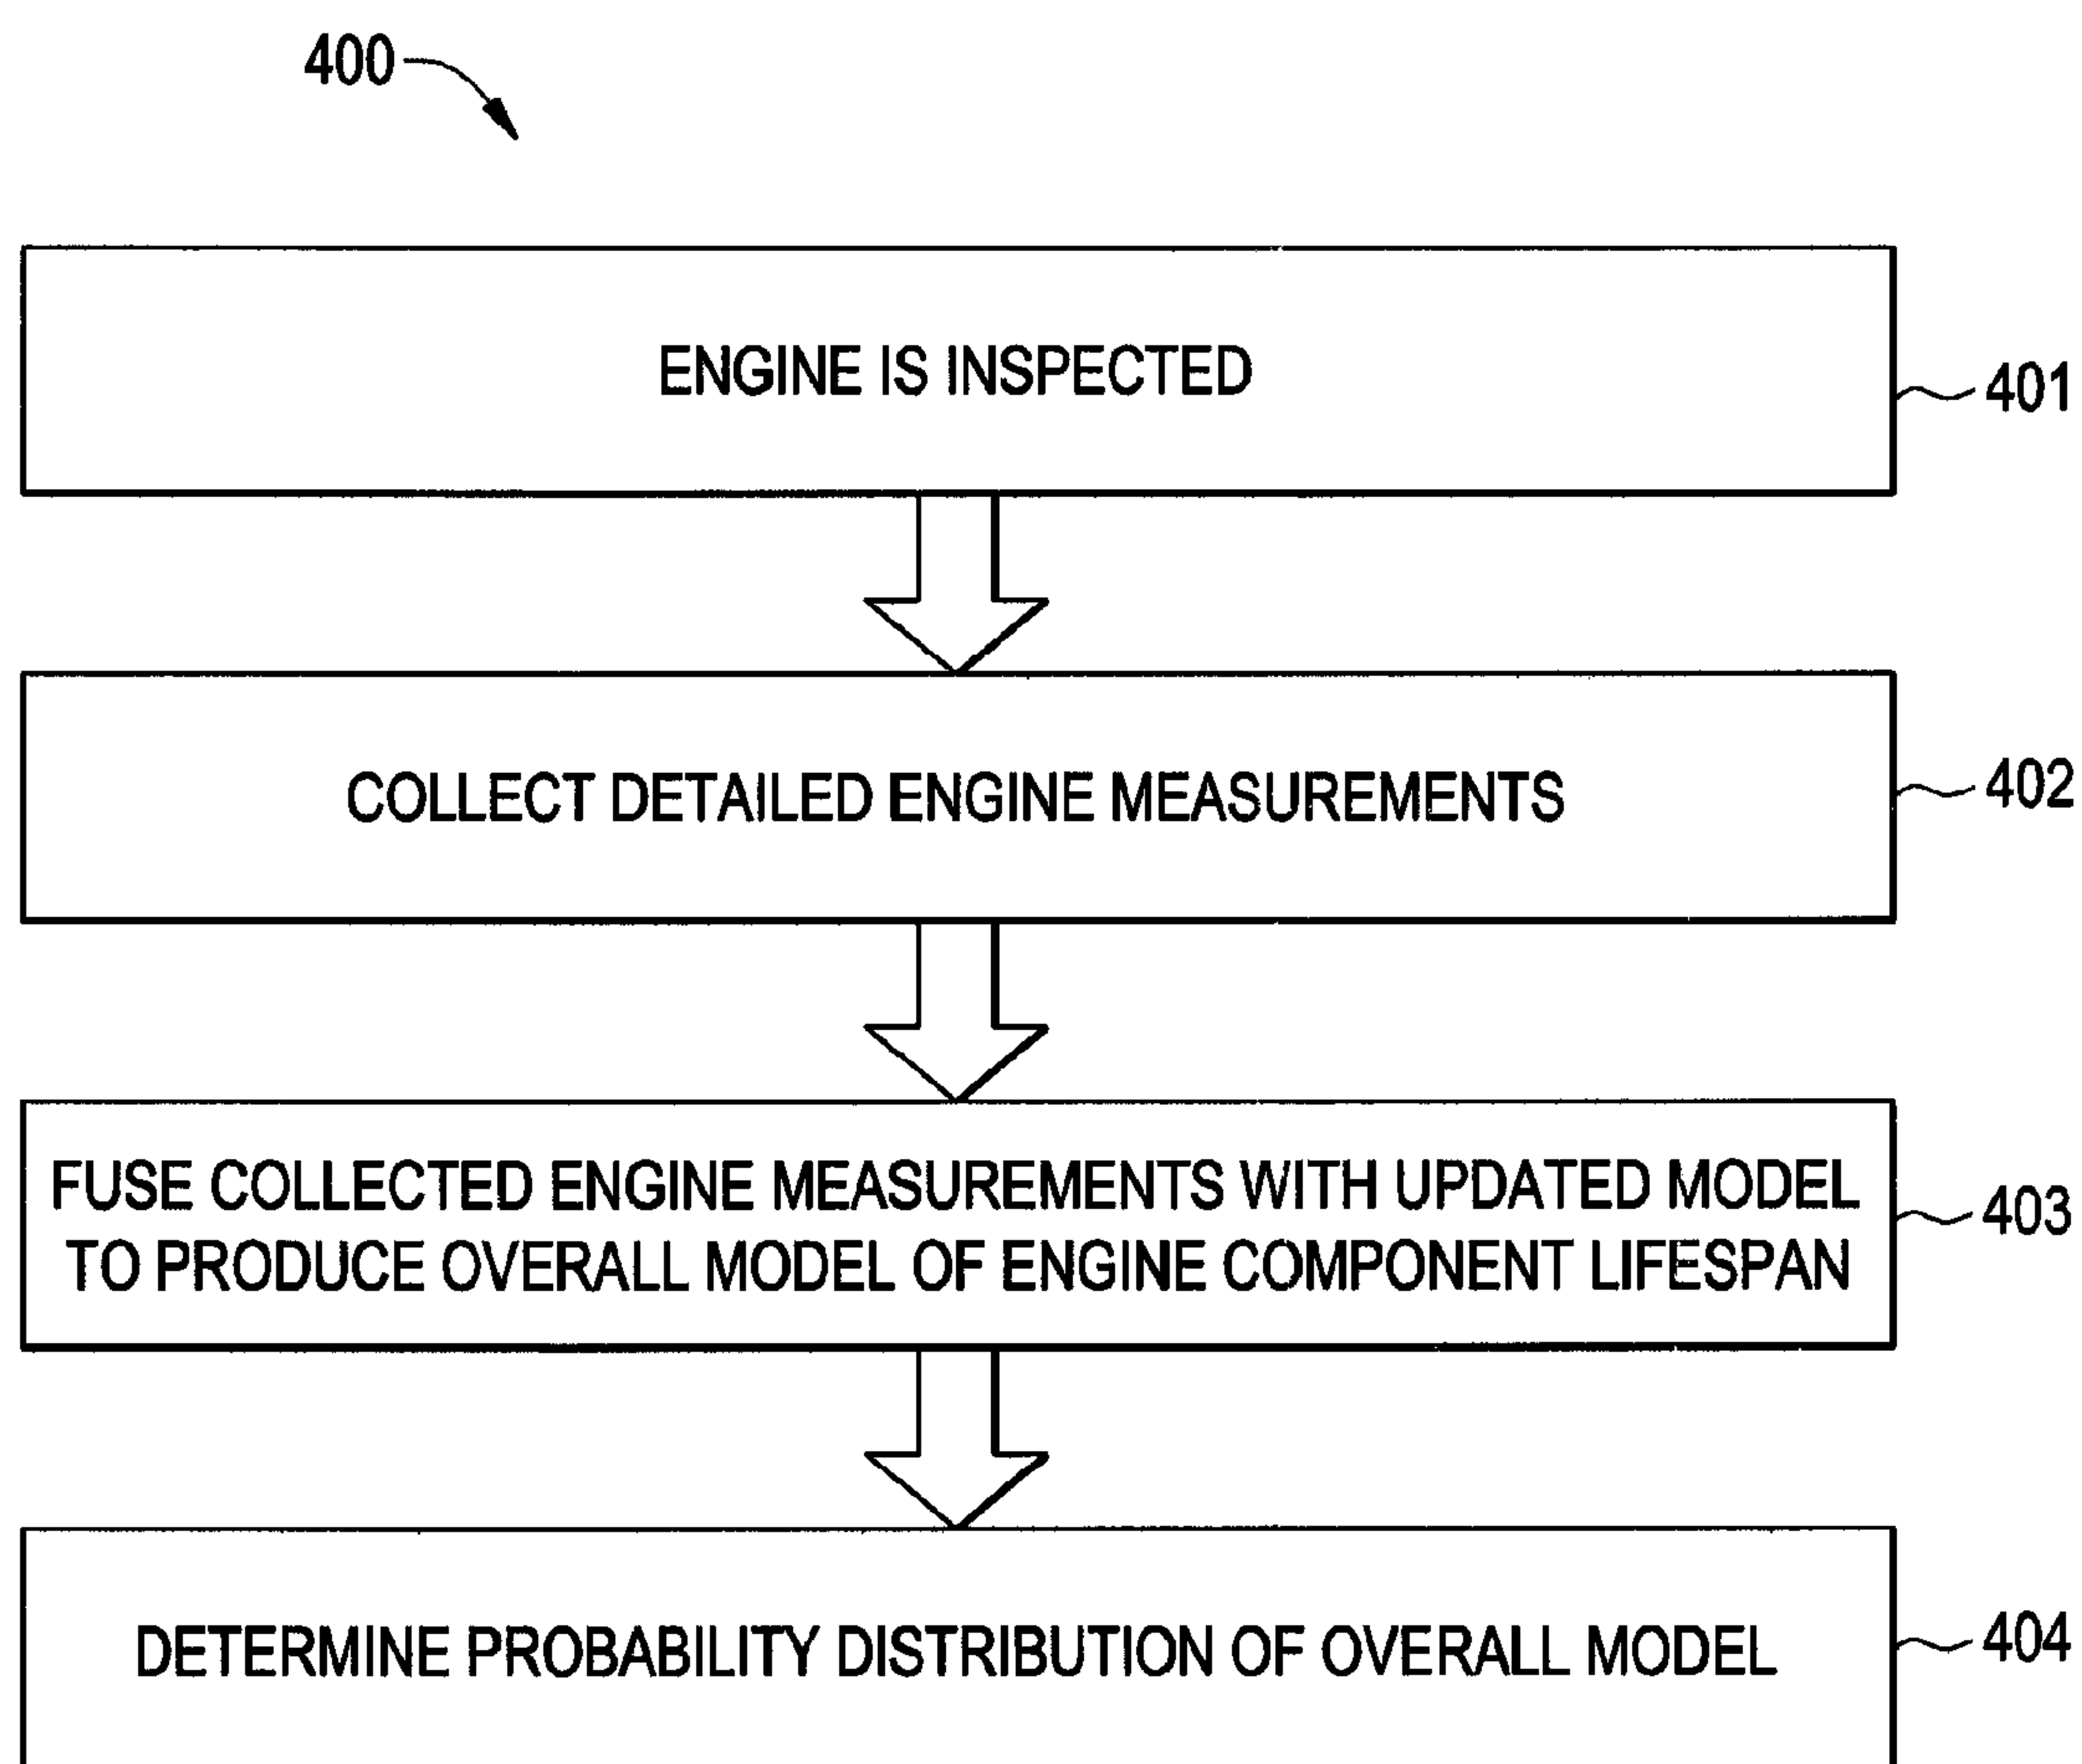 400
ENGINE IS INSPECTED
401
COLLECT DETAILED ENGINE MEASUREMENTS
402
FUSE COLLECTED ENGINE MEASUREMENTS WITH UPDATED MODEL
TO PRODUCE OVERALL MODEL OF ENGINE COMPONENT LIFESPAN
403
DETERMINE PROBABILITY DISTRIBUTION OF OVERALL MODEL
404